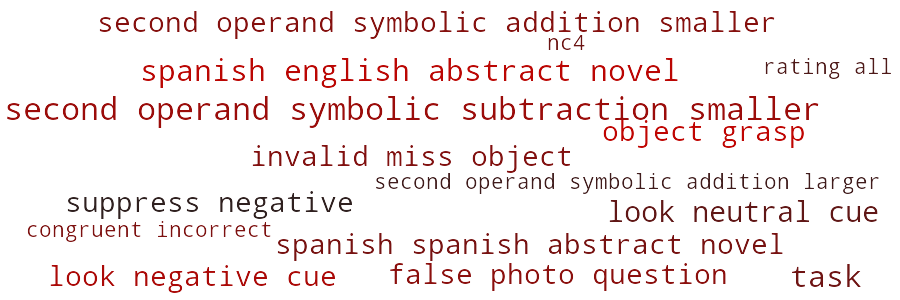 second operand symbolic addition smaller
nc4
spanish english abstract novel
rating all
second operand symbolic subtraction smaller
object grasp
invalid miss object
second operand symbolic addition larger
suppress negative
look neutral cue
congruent incorrect
spanish spanish abstract novel
look negative cue
false photo question
task